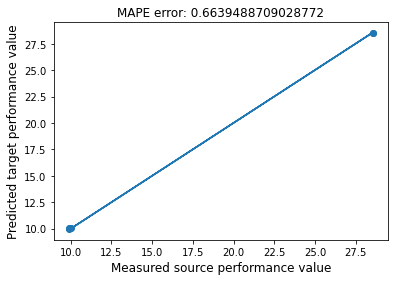 MAPE error: 0.6639488709028772
Predicted target performance value
27.5
25.0
22.5
20.0
17.5
15.0
12.5
10.0
10.0 12.5 15.0 17.5 20.0 22.5 25.0 27.5
Measured source performance value